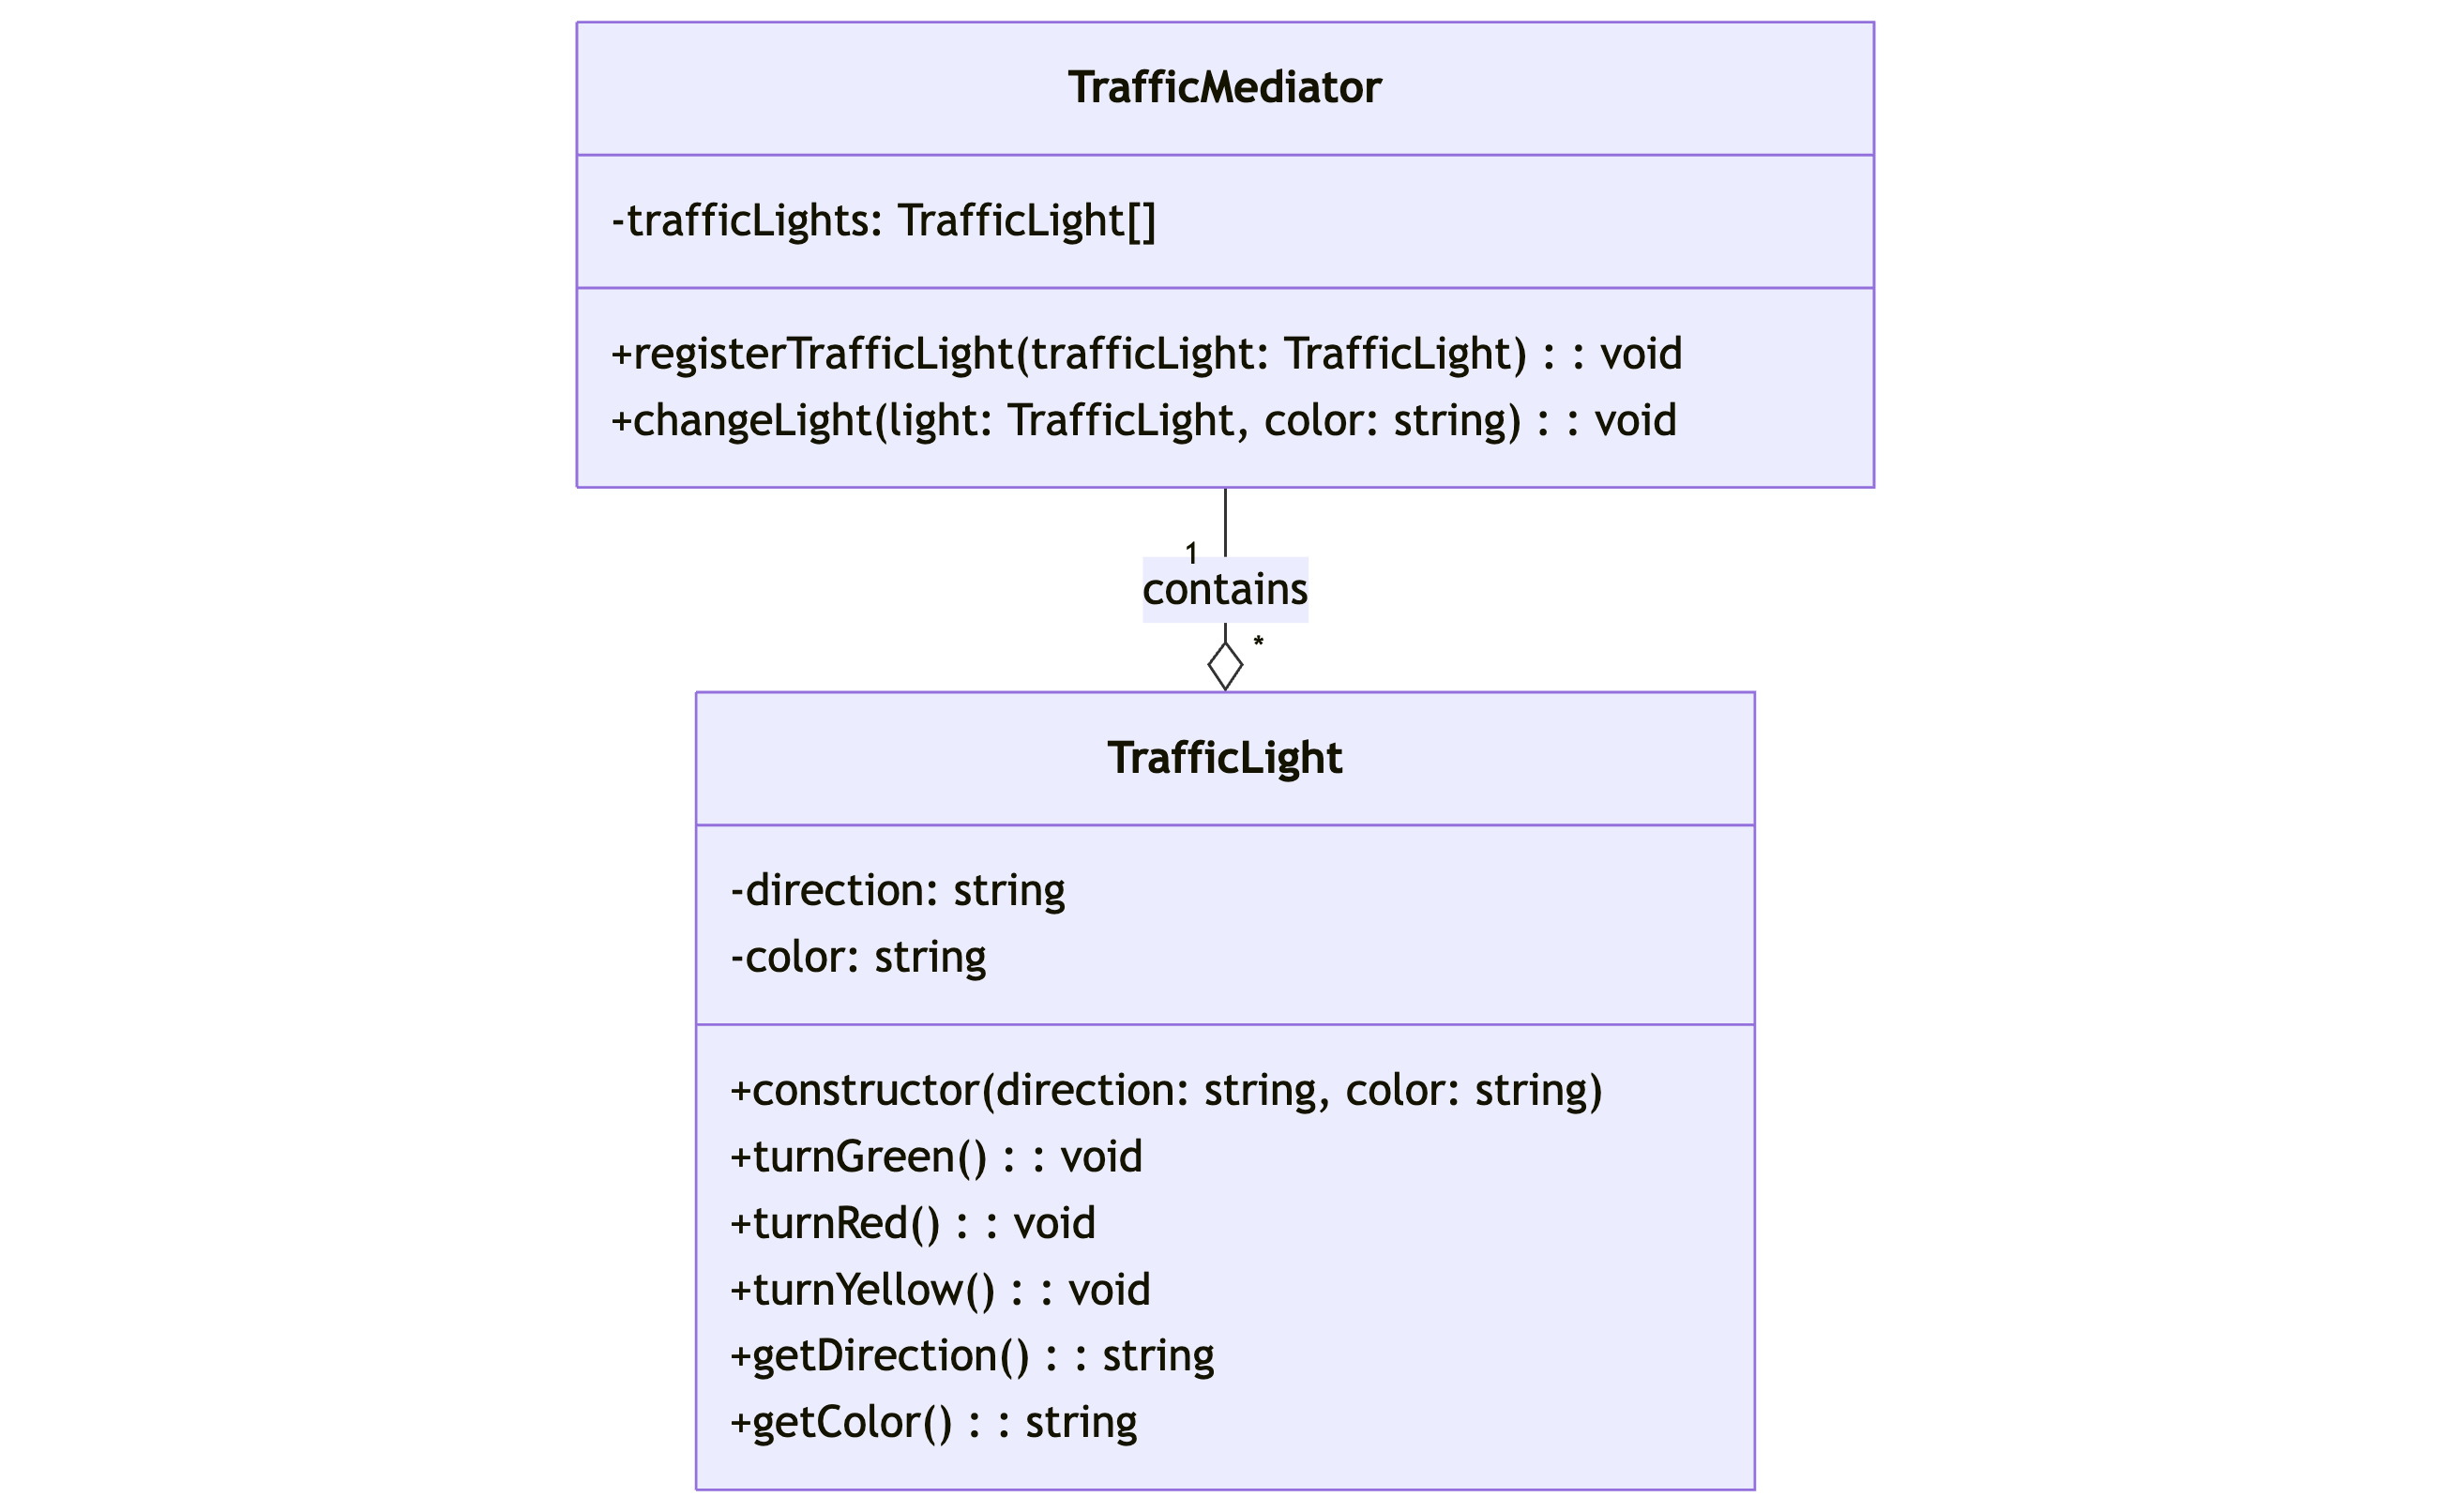 TrafficMediator
-trafficLights: TrafficLight[]
+registerTrafficLight(trafficLight: TrafficLight) : : void
+changeLight(light: TrafficLight, color: string) : : void
1
contains
*
TrafficLight
-direction: string
-color: string
+constructor(direction: string, color: string)
+turnGreen() : : void
+turnRed() : : void
+turnYellow() : : void
+getDirection() : : string
+getColor() : : string